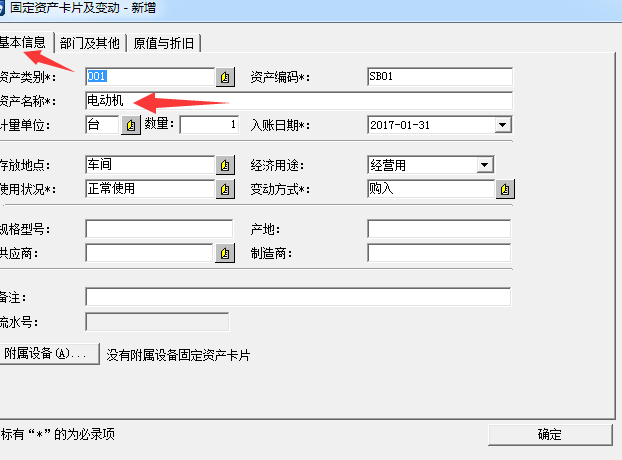 固定资产卡片及变动 - 新增
基本信息 部门及其他 原值与折旧
资产类别*: 001 资产编码*: SB01
资产名称*: 电动机
计量单位: 台 数量: 1 入账日期*: 2017-01-31
存放地点: 车间 经济用途: 经营用
使用状况*: 正常使用 变动方式*: 购入
规格型号: 产地:
供应商: 制造商:
备注:
流水号:
附属设备(A)... 没有附属设备固定资产卡片
标有“*”的为必录项 确定